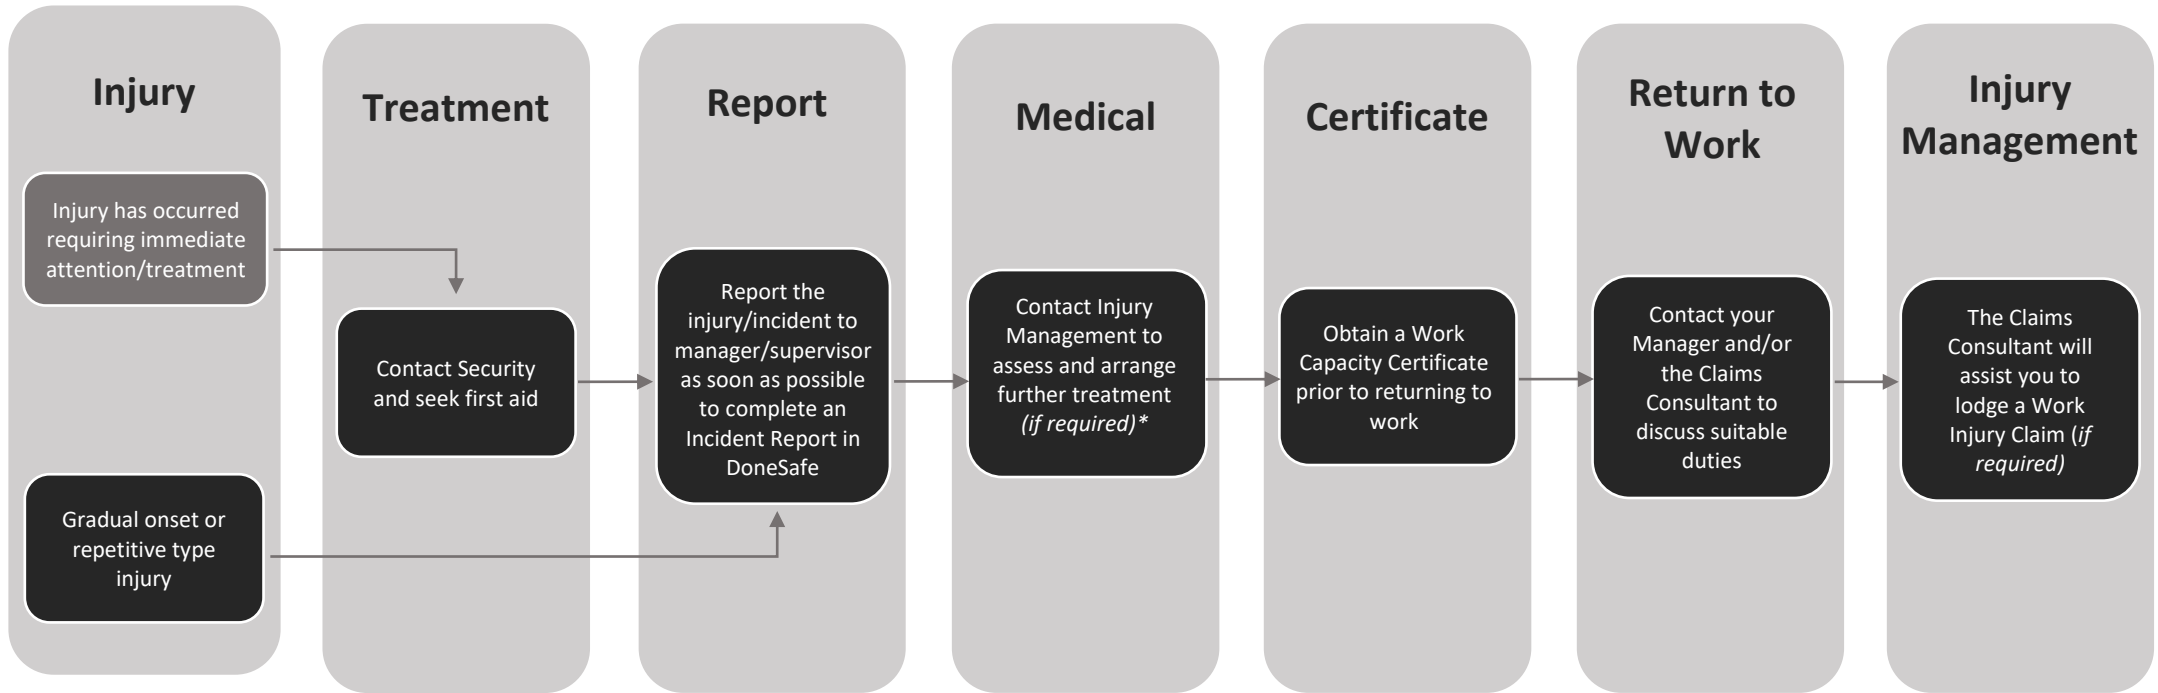 Injury
Injury has occurred
requiring immediate
attention/treatment
Gradual onset or
repetitive type
injury
Treatment
Contact Security
and seek first aid
Report
Report the
injury/incident to
manager/supervisor
as soon as possible
to complete an
Incident Report in
DoneSafe
Medical
Contact Injury
Management to
assess and arrange
further treatment
(if required)*
Certificate
Obtain a Work
Capacity Certificate
prior to returning to
work
Return to
Work
Contact your
Manager and/or
the Claims
Consultant to
discuss suitable
duties
Injury
Management
The Claims
Consultant will
assist you to
lodge a Work
Injury Claim (if
required)